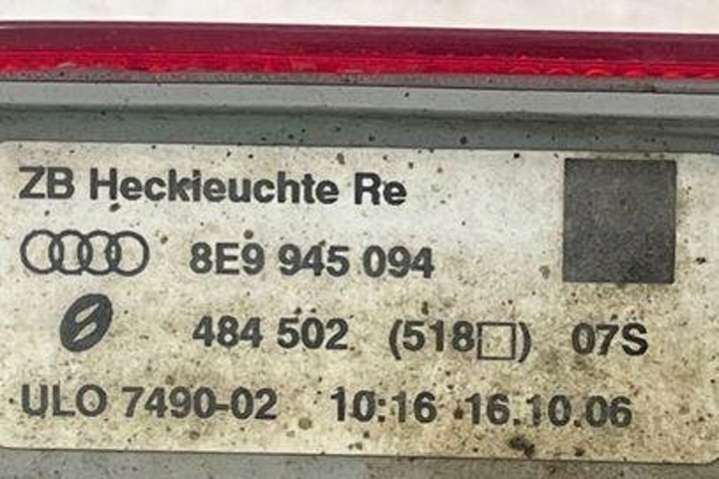 ZB Heckleuchte Re
8E9 945 094
484 502 (518□) 07S
ULO 7490-02 10:16 16.10.06